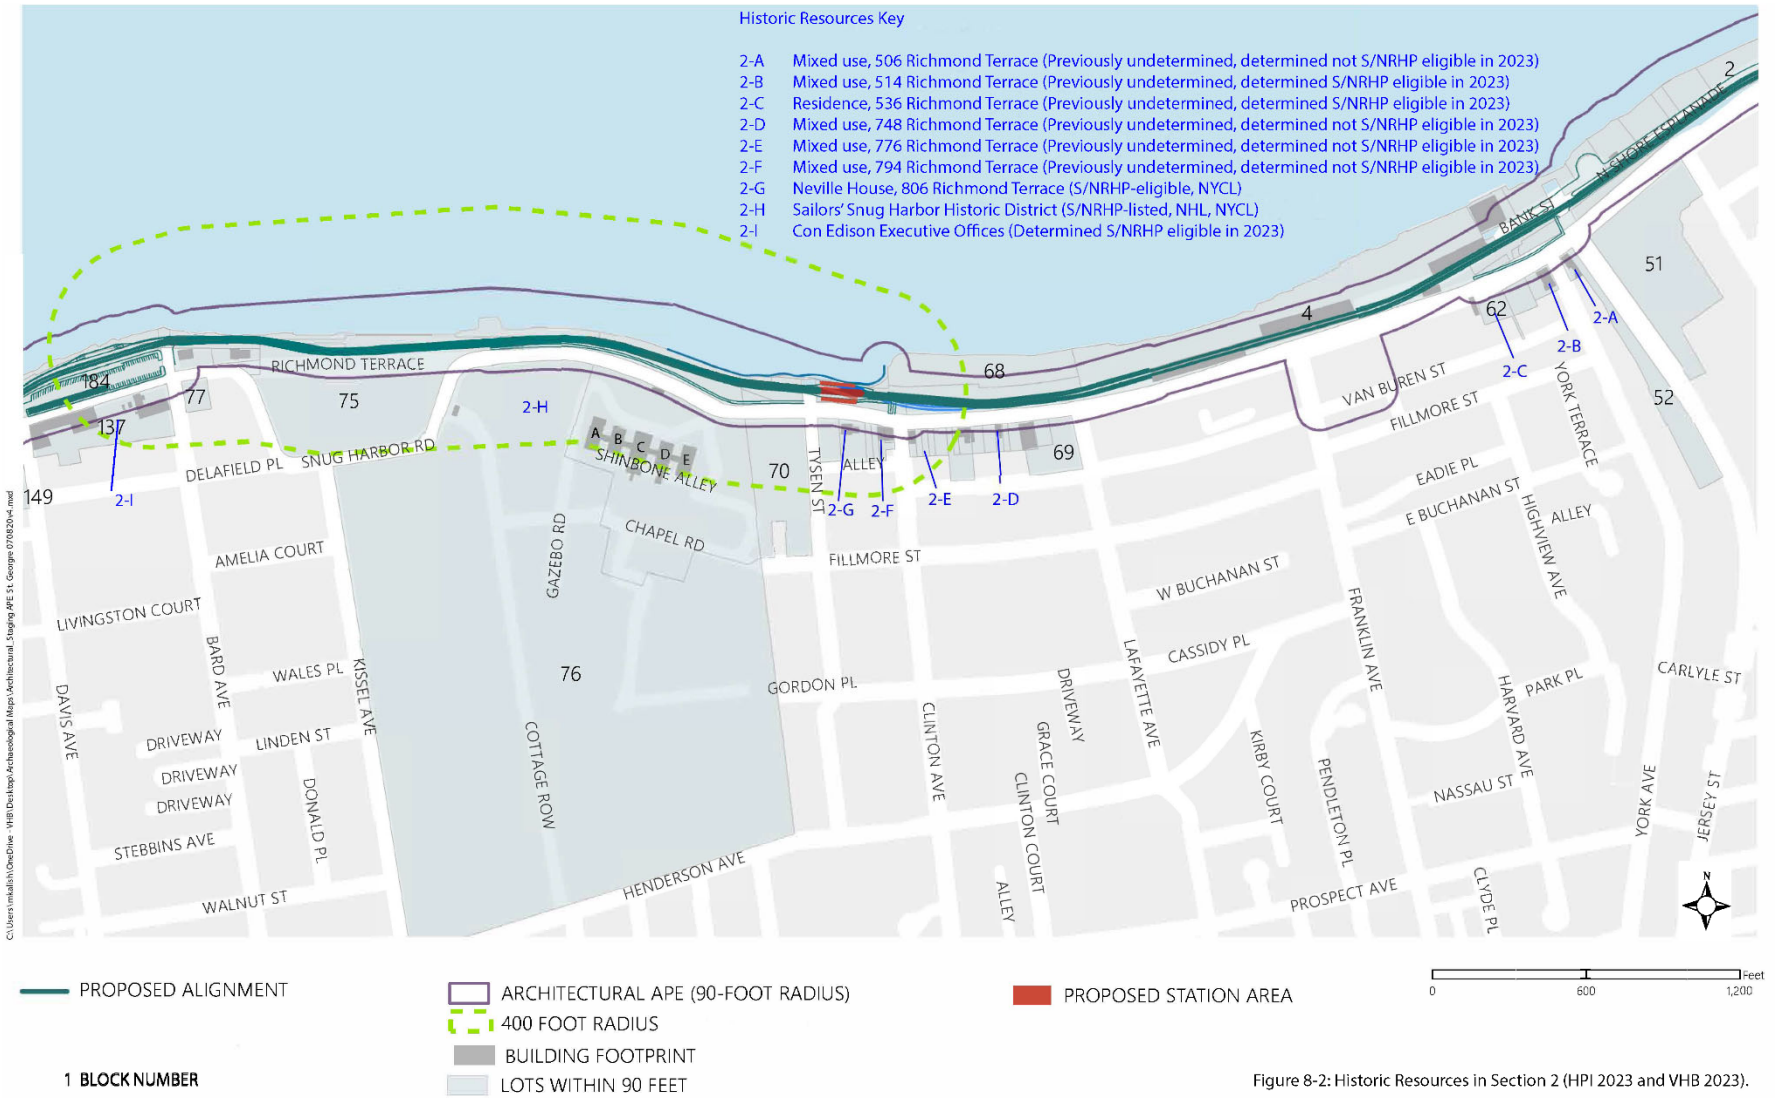 Historic Resources Key
2-A Mixed use, 506 Richmond Terrace (Previously undetermined, determined not S/NRHP eligible in 2023)
2-B Mixed use, 514 Richmond Terrace (Previously undetermined, determined S/NRHP eligible in 2023)
2-C Residence, 536 Richmond Terrace (Previously undetermined, determined S/NRHP eligible in 2023)
2-D Mixed use, 748 Richmond Terrace (Previously undetermined, determined not S/NRHP eligible in 2023)
2-E Mixed use, 776 Richmond Terrace (Previously undetermined, determined not S/NRHP eligible in 2023)
2-F Mixed use, 794 Richmond Terrace (Previously undetermined, determined not S/NRHP eligible in 2023)
2-G Neville House, 806 Richmond Terrace (S/NRHP-eligible, NYCL)
2-H Sailors' Snug Harbor Historic District (S/NRHP-listed, NHL, NYCL)
2-I Con Edison Executive Offices (Determined S/NRHP eligible in 2023)
2
N SHORE ESPLANADE
BANK ST
51
4
62
2-A
2-B
2-C
68
RICHMOND TERRACE
184
77
75
2-H
137
52
VAN BUREN ST
FILLMORE ST
YORK TERRACE
A
B
C
D
E
SHINBONE ALLEY
SNUG HARBOR RD
DELAFIELD PL
70
TYSEN ST
ALLEY
69
149
2-I
2-G
2-F
2-E
2-D
EADIE PL
E BUCHANAN ST
HIGHVIEW AVE
ALLEY
GAZEBO RD
CHAPEL RD
FILLMORE ST
AMELIA COURT
W BUCHANAN ST
LIVINGSTON COURT
BARD AVE
WALES PL
KISSEL AVE
76
GORDON PL
CASSIDY PL
LAFAYETTE AVE
FRANKLIN AVE
PARK PL
CARLYLE ST
HARVARD AVE
DAVIS AVE
DRIVEWAY
LINDEN ST
DRIVEWAY
DRIVEWAY
DONALD PL
COTTAGE ROW
CLINTON AVE
DRIVEWAY
GRACE COURT
CLINTON COURT
KIRBY COURT
PENDLETON PL
NASSAU ST
YORK AVE
JERSEY ST
STEBBINS AVE
WALNUT ST
HENDERSON AVE
ALLEY
PROSPECT AVE
CLYDE PL
N
C:\Users\mkalish\OneDrive - VHB\Desktop\Archaeological Maps\Architectural_Staging APE St. George 070820v4.mxd
PROPOSED ALIGNMENT
ARCHITECTURAL APE (90-FOOT RADIUS)
400 FOOT RADIUS
BUILDING FOOTPRINT
LOTS WITHIN 90 FEET
PROPOSED STATION AREA
Feet
0 600 1,200
1 BLOCK NUMBER
Figure 8-2: Historic Resources in Section 2 (HPI 2023 and VHB 2023).